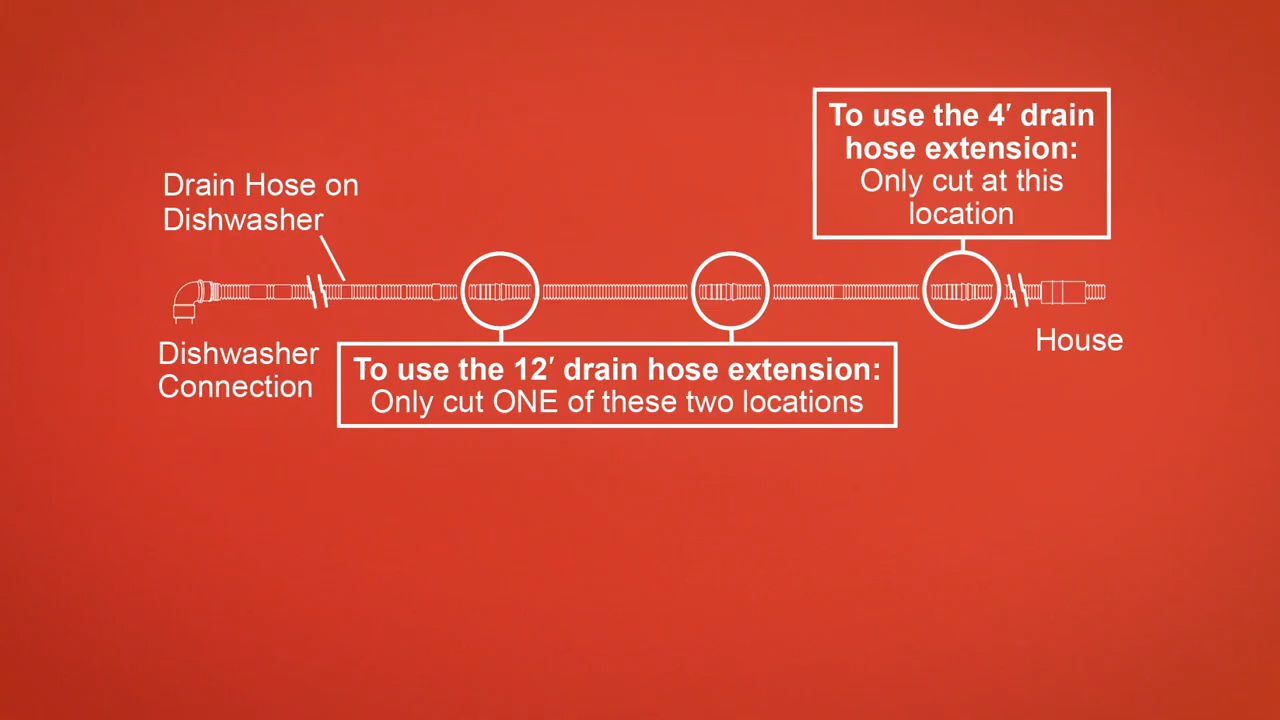 To use the 4′ drain
hose extension:
Only cut at this
location
Drain Hose on
Dishwasher
Dishwasher
Connection
To use the 12′ drain hose extension:
Only cut ONE of these two locations
House